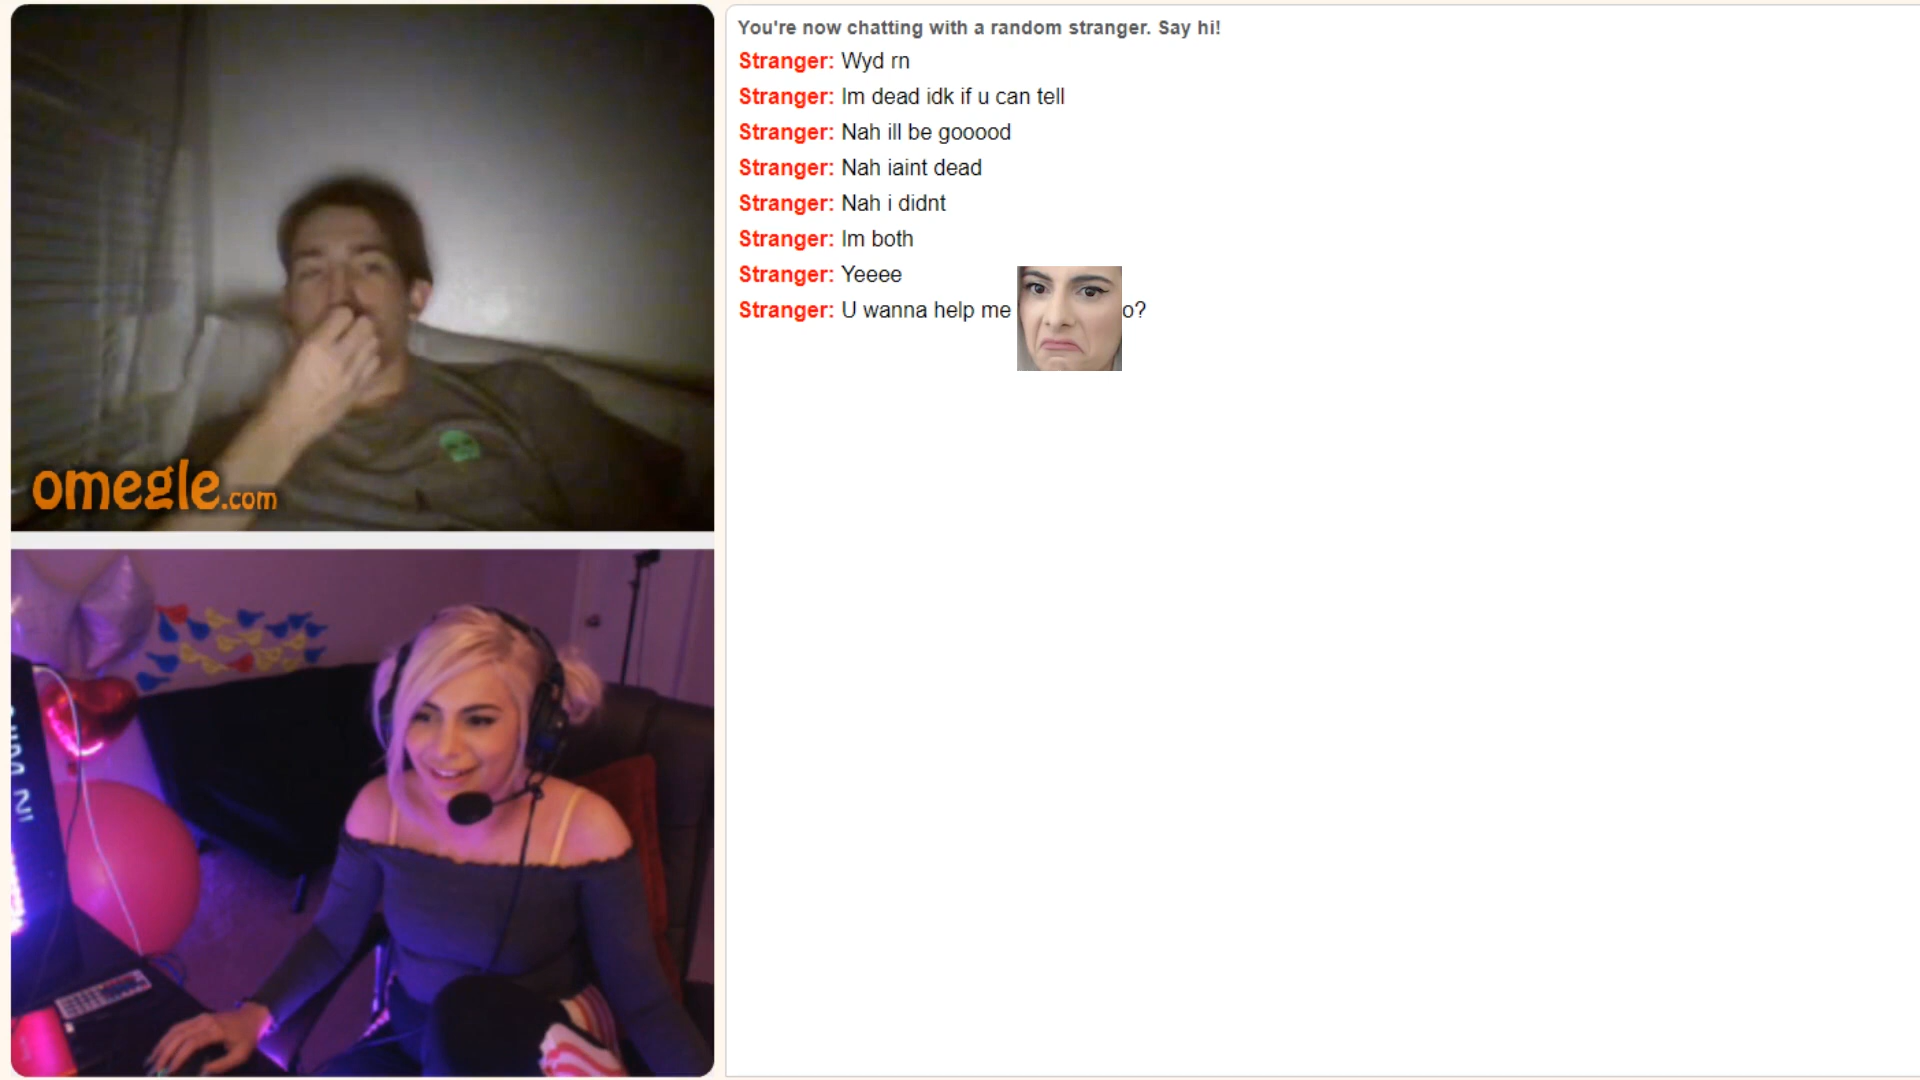 You're now chatting with a random stranger. Say hi!
Stranger: Wyd rn
Stranger: Im dead idk if u can tell
Stranger: Nah ill be gooood
Stranger: Nah iaint dead
Stranger: Nah i didnt
Stranger: Im both
Stranger: Yeeee
Stranger: U wanna help me o?
omegle.com